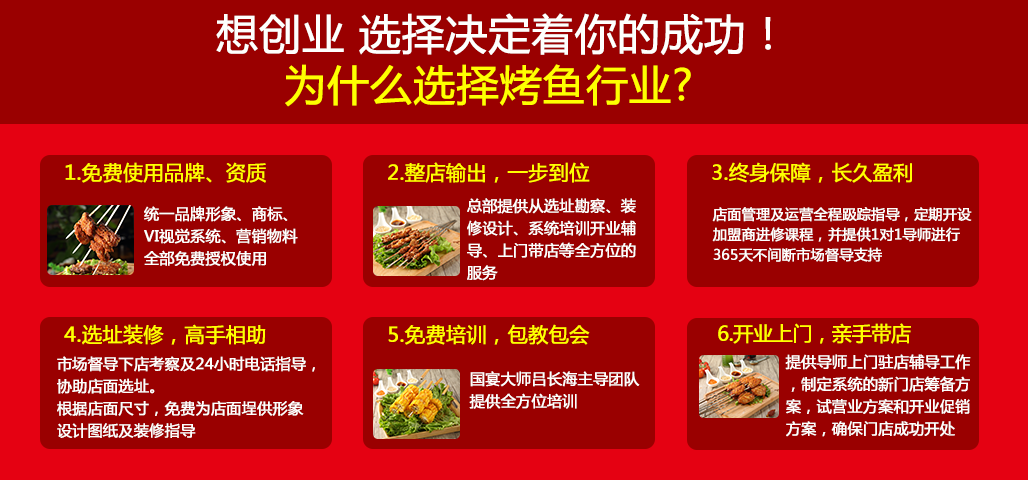 想创业 选择决定着你的成功！
为什么选择烤鱼行业?
1.免费使用品牌、资质
统一品牌形象、商标、
VI视觉系统、营销物料
全部免费授权使用
2.整店输出，一步到位
总部提供从选址勘察、装
修设计、系统培训开业辅
导、上门带店等全方位的
服务
3.终身保障，长久盈利
店面管理及运营全程跟踪指导，定期开设
加盟商进修课程，并提供1对1导师进行
365天不间断市场督导支持
4.选址装修，高手相助
市场督导下店考察及24小时电话指导，
协助店面选址。
根据店面尺寸，免费为店面埕供形象
设计图纸及装修指导
5.免费培训，包教包会
国宴大师吕长海主导团队
提供全方位培训
6.开业上门，亲手带店
提供导师上门驻店辅导工作
，制定系统的新门店筹备方
案，试营业方案和开业促销
方案，确保门店成功开处